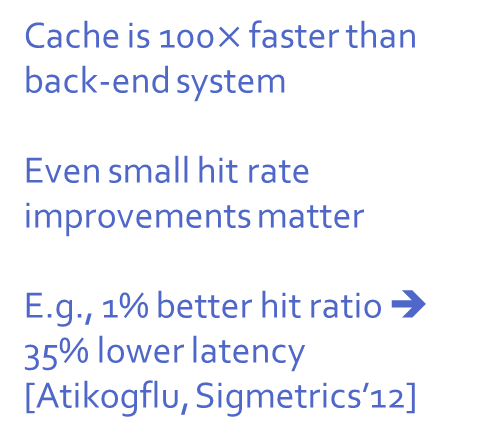 Cache is 100× faster than
back-end system
Even small hit rate
improvements matter
E.g., 1% better hit ratio ➔
35% lower latency
[Atikogflu, Sigmetrics’12]